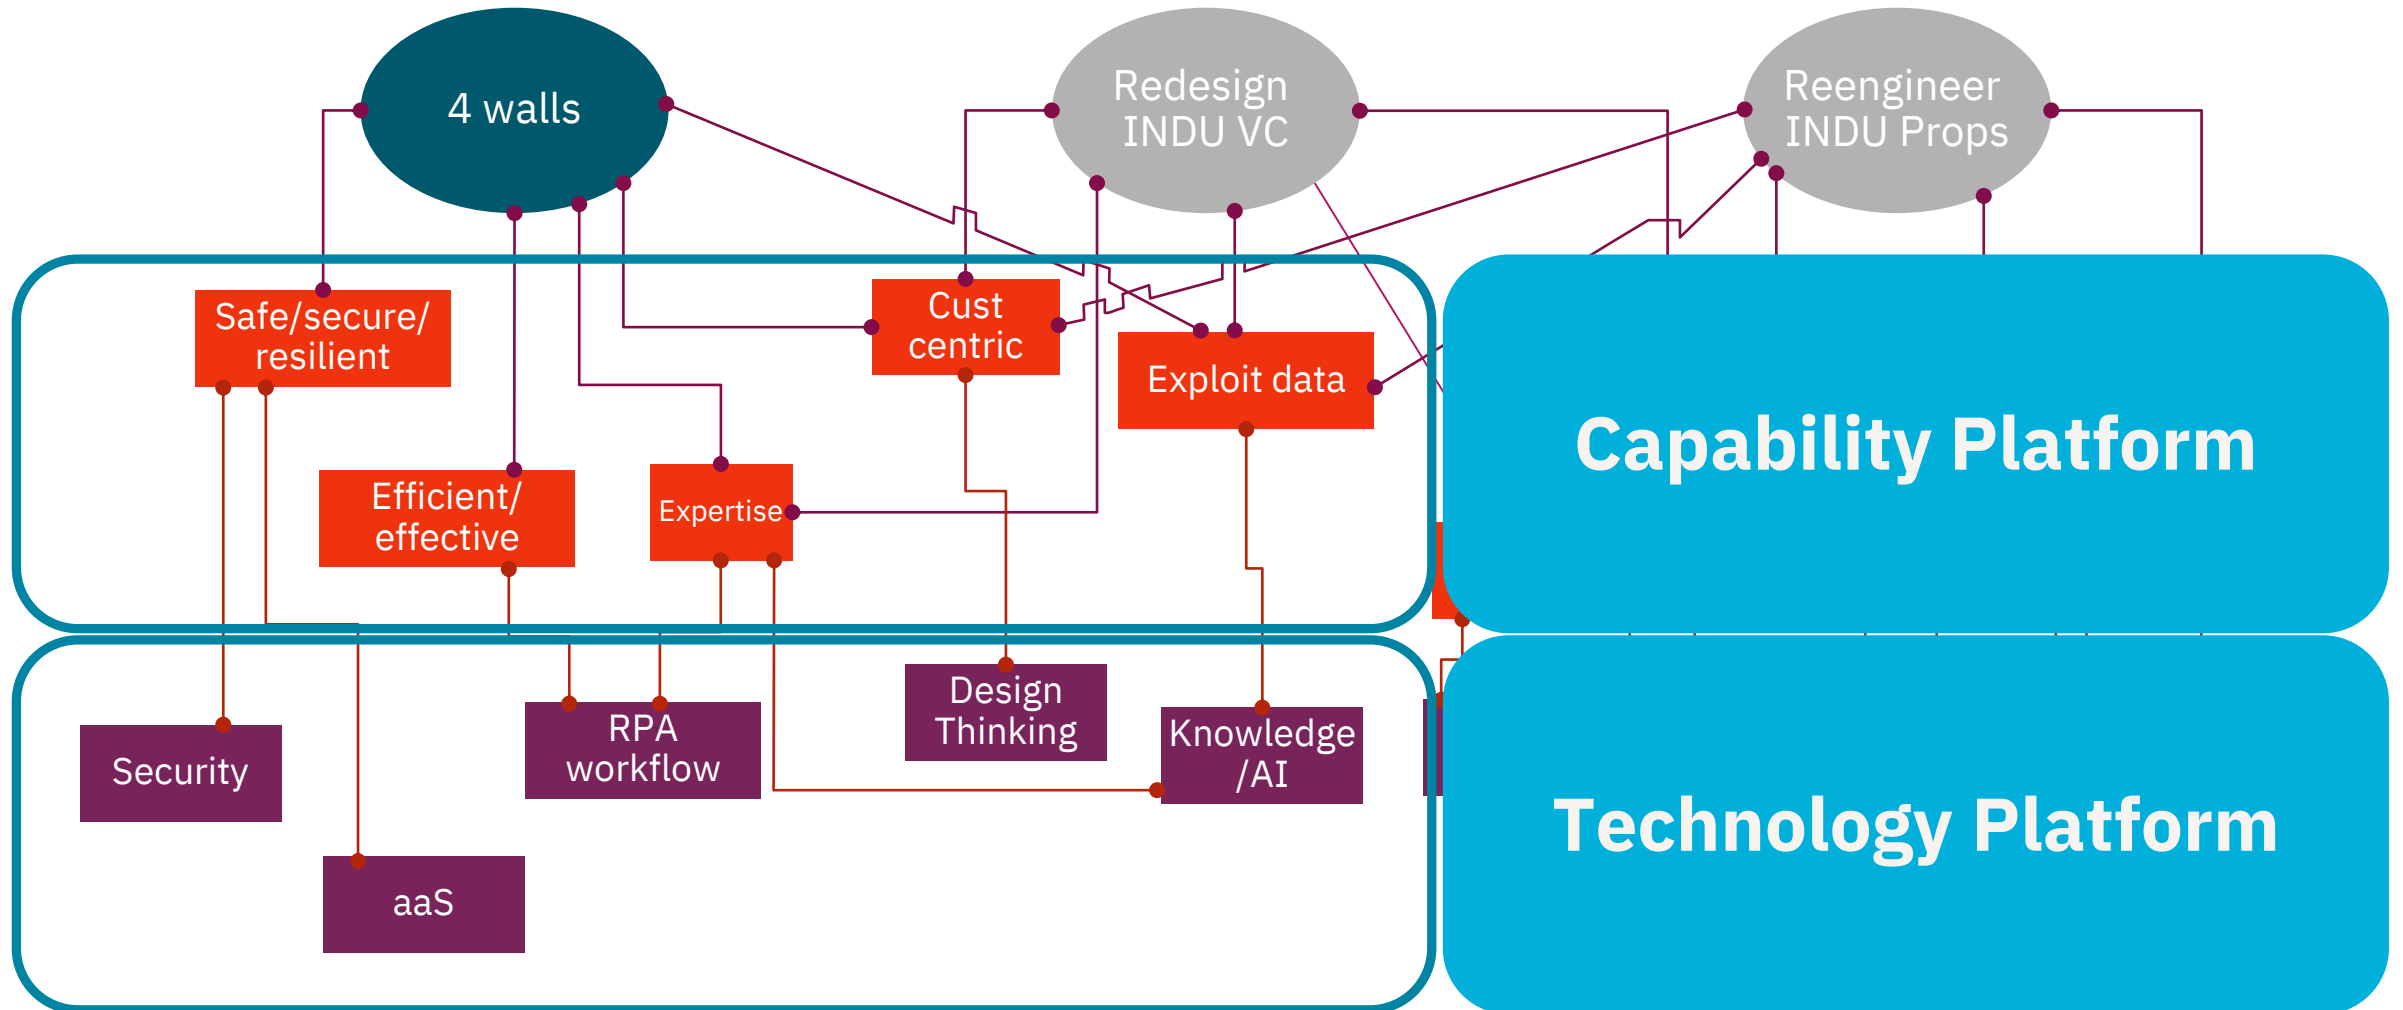 4 walls
Redesign
INDU VC
Reengineer
INDU Props
Safe/secure/
resilient
Cust
centric
Exploit data
Efficient/
effective
Expertise
Capability Platform
Security
RPA
workflow
Design
Thinking
Knowledge
/AI
aaS
Technology Platform